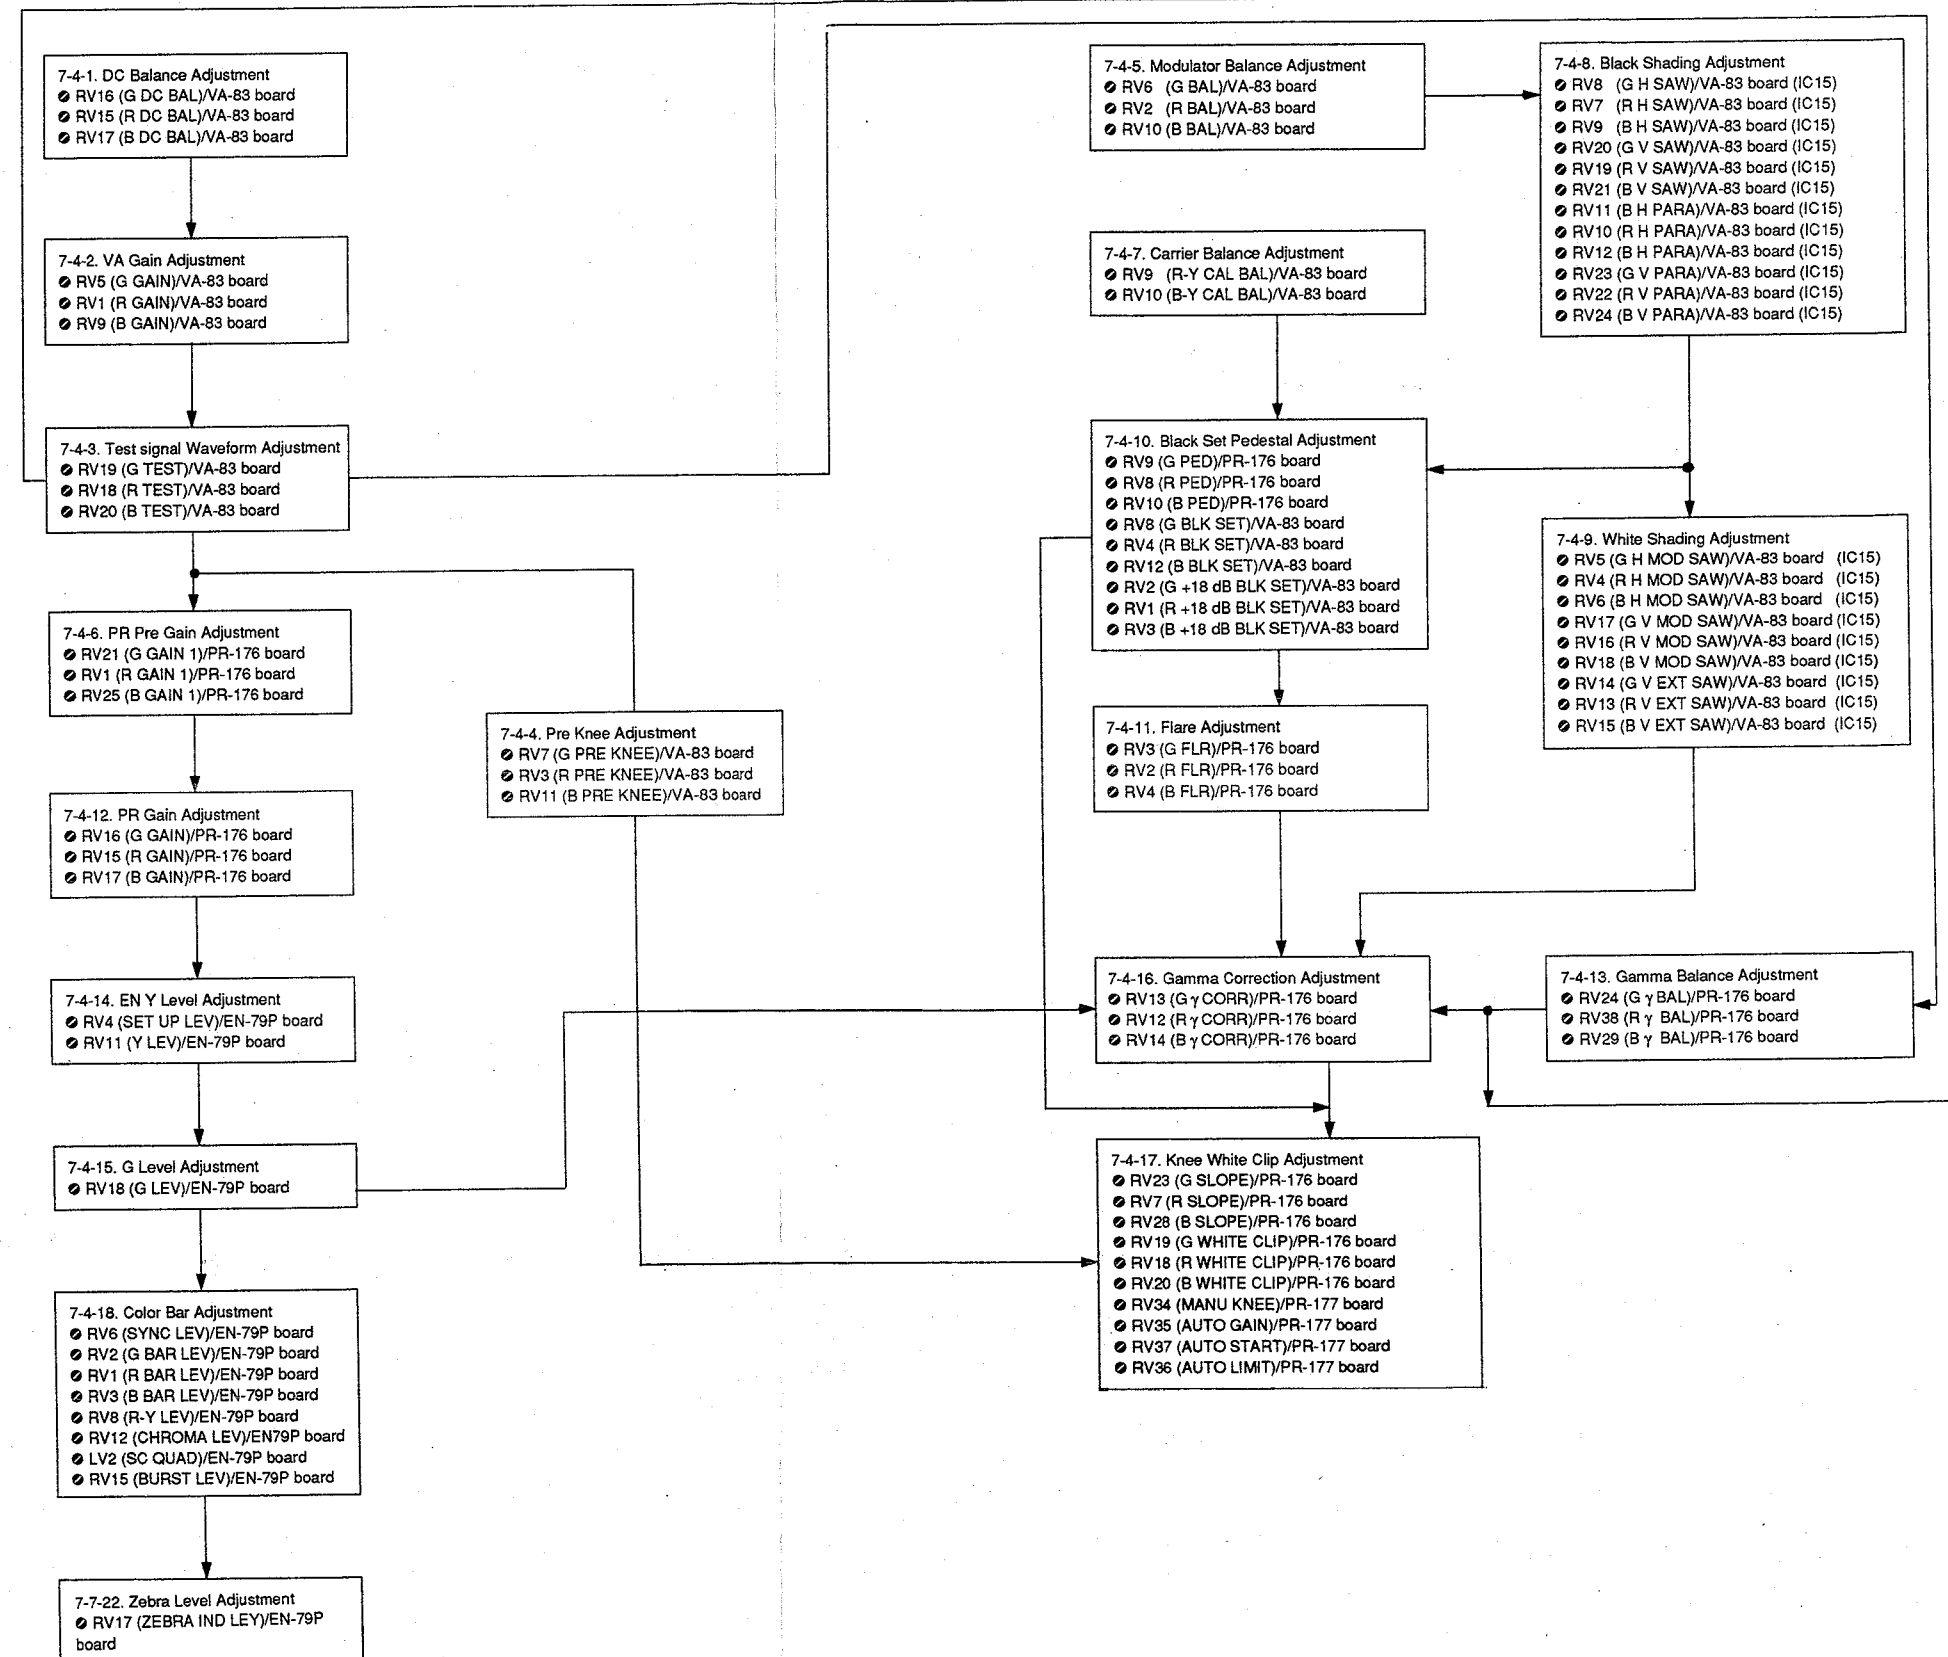 7-4-1. DC Balance Adjustment
RV16 (G DC BAL)/VA-83 board
RV15 (R DC BAL)/VA-83 board
RV17 (B DC BAL)/VA-83 board
7-4-2. VA Gain Adjustment
RV5 (G GAIN)/VA-83 board
RV1 (R GAIN)/VA-83 board
RV9 (B GAIN)/VA-83 board
7-4-3. Test signal Waveform Adjustment
RV19 (G TEST)/VA-83 board
RV18 (R TEST)/VA-83 board
RV20 (B TEST)/VA-83 board
7-4-6. PR Pre Gain Adjustment
RV21 (G GAIN 1)/PR-176 board
RV1 (R GAIN 1)/PR-176 board
RV25 (B GAIN 1)/PR-176 board
7-4-4. Pre Knee Adjustment
RV7 (G PRE KNEE)/VA-83 board
RV3 (R PRE KNEE)/VA-83 board
RV11 (B PRE KNEE)/VA-83 board
7-4-12. PR Gain Adjustment
RV16 (G GAIN)/PR-176 board
RV15 (R GAIN)/PR-176 board
RV17 (B GAIN)/PR-176 board
7-4-14. EN Y Level Adjustment
RV4 (SET UP LEV)/EN-79P board
RV11 (Y LEV)/EN-79P board
7-4-15. G Level Adjustment
RV18 (G LEV)/EN-79P board
7-4-18. Color Bar Adjustment
RV6 (SYNC LEV)/EN-79P board
RV2 (G BAR LEV)/EN-79P board
RV1 (R BAR LEV)/EN-79P board
RV3 (B BAR LEV)/EN-79P board
RV8 (R-Y LEV)/EN-79P board
RV12 (CHROMA LEV)/EN79P board
LV2 (SC QUAD)/EN-79P board
RV15 (BURST LEV)/EN-79P board
7-7-22. Zebra Level Adjustment
RV17 (ZEBRA IND LEY)/EN-79P
board
7-4-5. Modulator Balance Adjustment
RV6 (G BAL)/VA-83 board
RV2 (R BAL)/VA-83 board
RV10 (B BAL)/VA-83 board
7-4-8. Black Shading Adjustment
RV8 (G H SAW)/VA-83 board (IC15)
RV7 (R H SAW)/VA-83 board (IC15)
RV9 (B H SAW)/VA-83 board (IC15)
RV20 (G V SAW)/VA-83 board (IC15)
RV19 (R V SAW)/VA-83 board (IC15)
RV21 (B V SAW)/VA-83 board (IC15)
RV11 (B H PARA)/VA-83 board (IC15)
RV10 (R H PARA)/VA-83 board (IC15)
RV12 (B H PARA)/VA-83 board (IC15)
RV23 (G V PARA)/VA-83 board (IC15)
RV22 (R V PARA)/VA-83 board (IC15)
RV24 (B V PARA)/VA-83 board (IC15)
7-4-7. Carrier Balance Adjustment
RV9 (R-Y CAL BAL)/VA-83 board
RV10 (B-Y CAL BAL)/VA-83 board
7-4-10. Black Set Pedestal Adjustment
RV9 (G PED)/PR-176 board
RV8 (R PED)/PR-176 board
RV10 (B PED)/PR-176 board
RV8 (G BLK SET)/VA-83 board
RV4 (R BLK SET)/VA-83 board
RV12 (B BLK SET)/VA-83 board
RV2 (G +18 dB BLK SET)/VA-83 board
RV1 (R +18 dB BLK SET)/VA-83 board
RV3 (B +18 dB BLK SET)/VA-83 board
7-4-9. White Shading Adjustment
RV5 (G H MOD SAW)/VA-83 board (IC15)
RV4 (R H MOD SAW)/VA-83 board (IC15)
RV6 (B H MOD SAW)/VA-83 board (IC15)
RV17 (G V MOD SAW)/VA-83 board (IC15)
RV16 (R V MOD SAW)/VA-83 board (IC15)
RV18 (B V MOD SAW)/VA-83 board (IC15)
RV14 (G V EXT SAW)/VA-83 board (IC15)
RV13 (R V EXT SAW)/VA-83 board (IC15)
RV15 (B V EXT SAW)/VA-83 board (IC15)
7-4-11. Flare Adjustment
RV3 (G FLR)/PR-176 board
RV2 (R FLR)/PR-176 board
RV4 (B FLR)/PR-176 board
7-4-16. Gamma Correction Adjustment
RV13 (G γ CORR)/PR-176 board
RV12 (R γ CORR)/PR-176 board
RV14 (B γ CORR)/PR-176 board
7-4-13. Gamma Balance Adjustment
RV24 (G γ BAL)/PR-176 board
RV38 (R γ BAL)/PR-176 board
RV29 (B γ BAL)/PR-176 board
7-4-17. Knee White Clip Adjustment
RV23 (G SLOPE)/PR-176 board
RV7 (R SLOPE)/PR-176 board
RV28 (B SLOPE)/PR-176 board
RV19 (G WHITE CLIP)/PR-176 board
RV18 (R WHITE CLIP)/PR-176 board
RV20 (B WHITE CLIP)/PR-176 board
RV34 (MANU KNEE)/PR-177 board
RV35 (AUTO GAIN)/PR-177 board
RV37 (AUTO START)/PR-177 board
RV36 (AUTO LIMIT)/PR-177 board